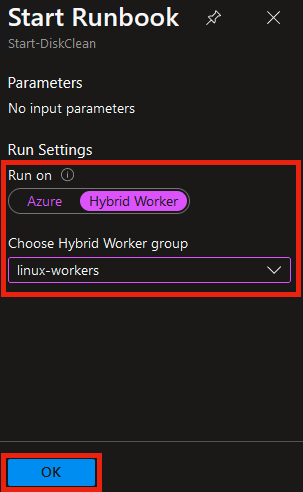 Start Runbook
Start-DiskClean
Parameters
No input parameters
Run Settings
Run on
Azure Hybrid Worker
Choose Hybrid Worker group
linux-workers
OK